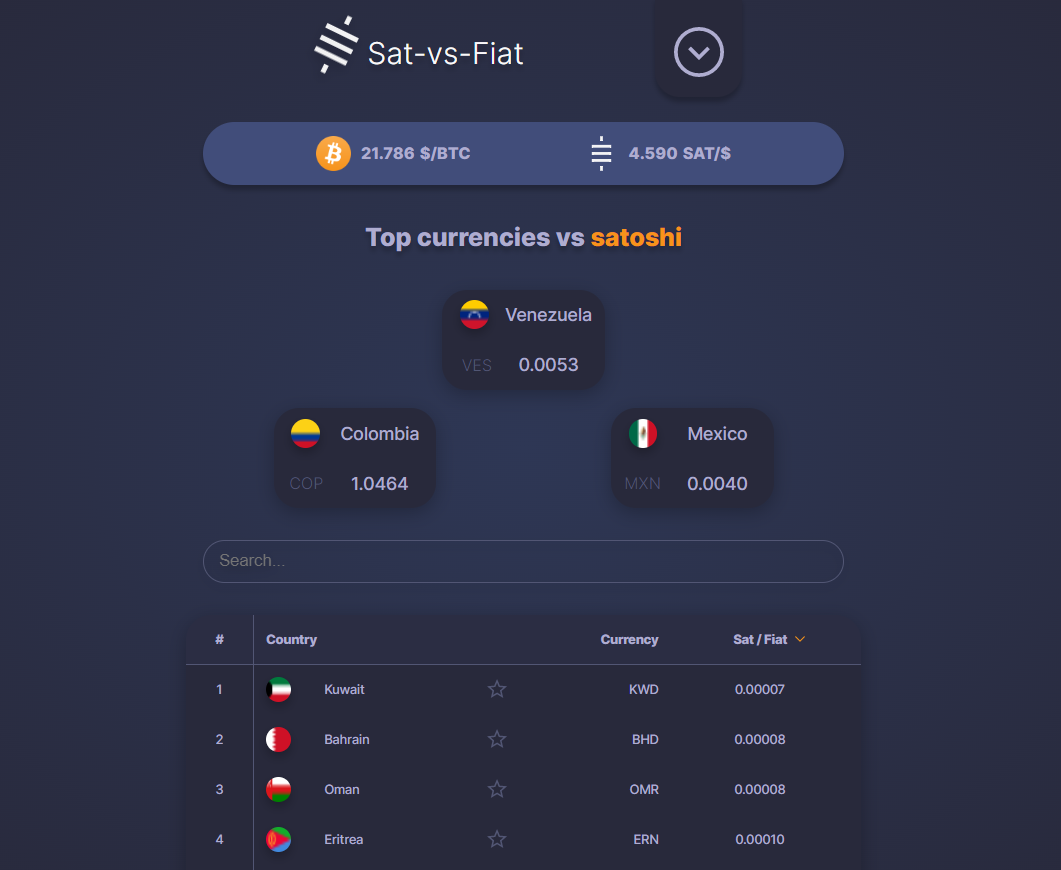 Sat-vs-Fiat
21.786 $/BTC 4.590 SAT/$
Top currencies vs satoshi
Venezuela
VES 0.0053
Colombia
COP 1.0464
Mexico
MXN 0.0040
Search...
# Country Currency Sat / Fiat
1 Kuwait KWD 0.00007
2 Bahrain BHD 0.00008
3 Oman OMR 0.00008
4 Eritrea ERN 0.00010